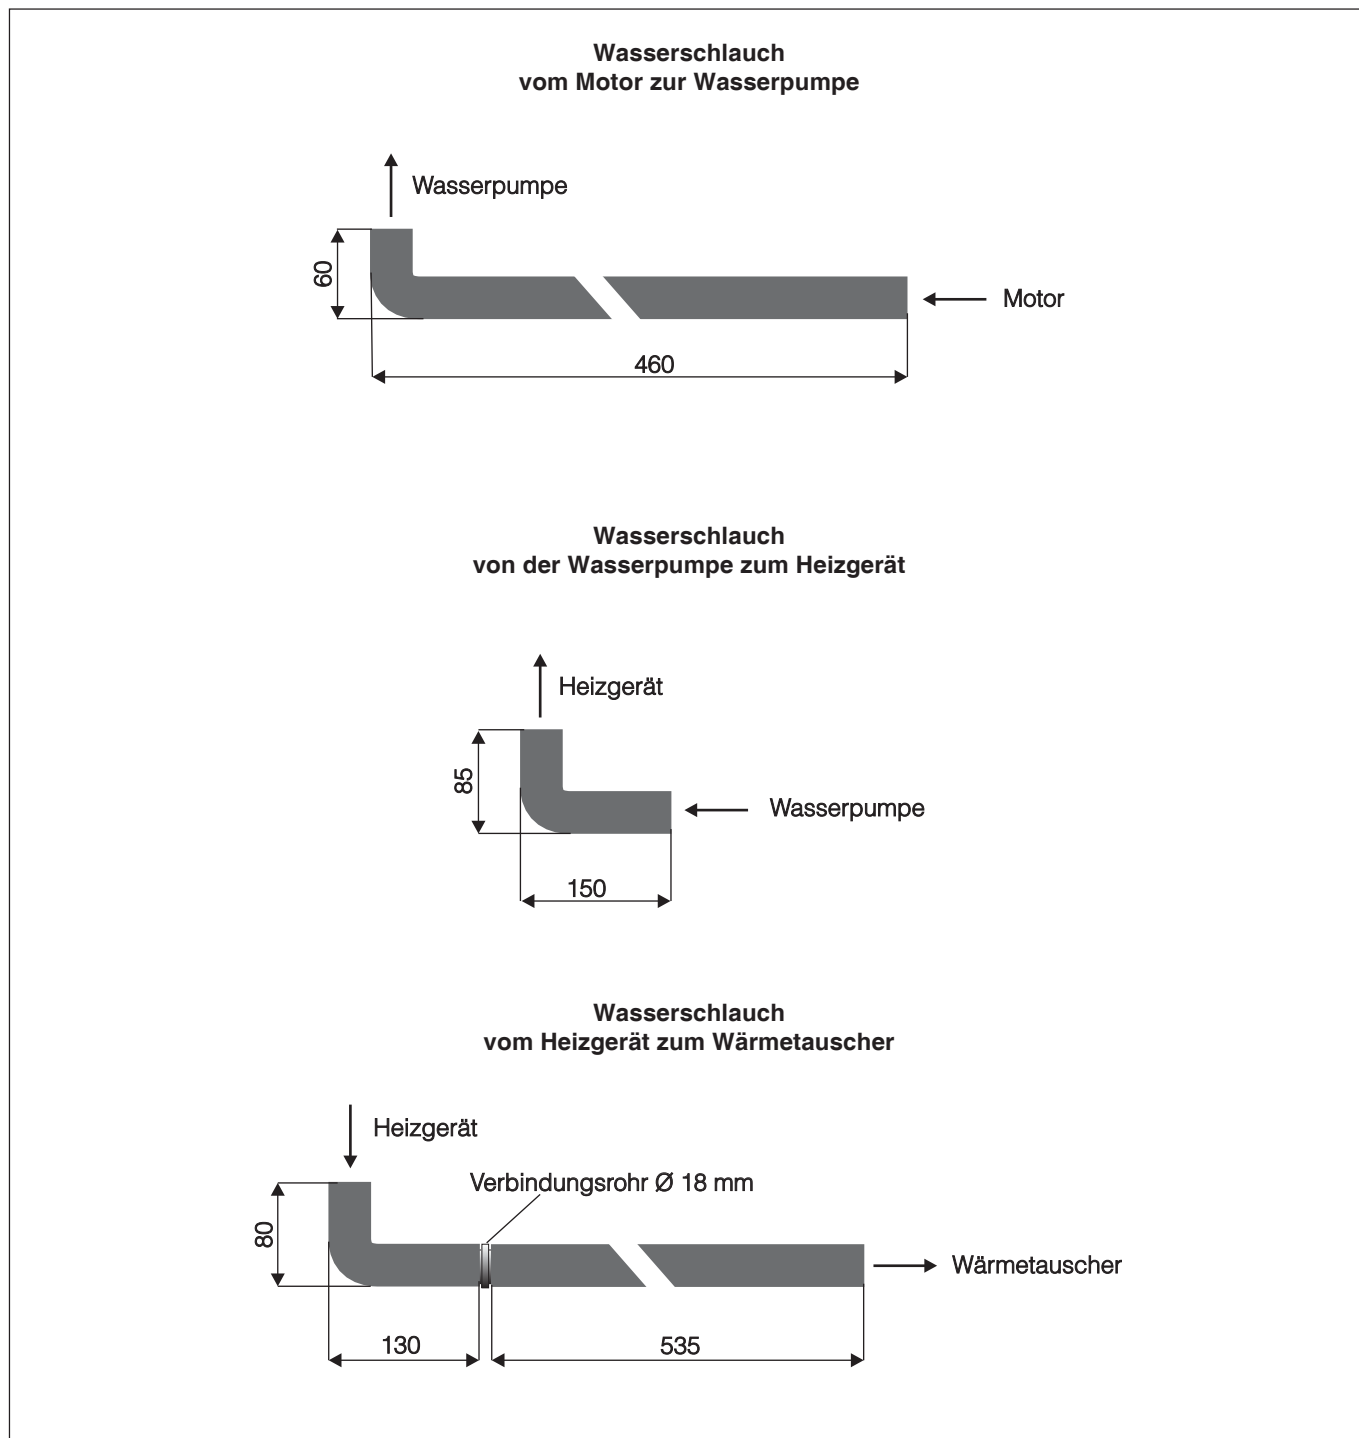 Wasserschlauch
vom Motor zur Wasserpumpe
Wasserpumpe
60
Motor
460
Wasserschlauch
von der Wasserpumpe zum Heizgerät
Heizgerät
85
Wasserpumpe
150
Wasserschlauch
vom Heizgerät zum Wärmetauscher
Heizgerät
Verbindungsrohr Ø 18 mm
80
Wärmetauscher
130
535